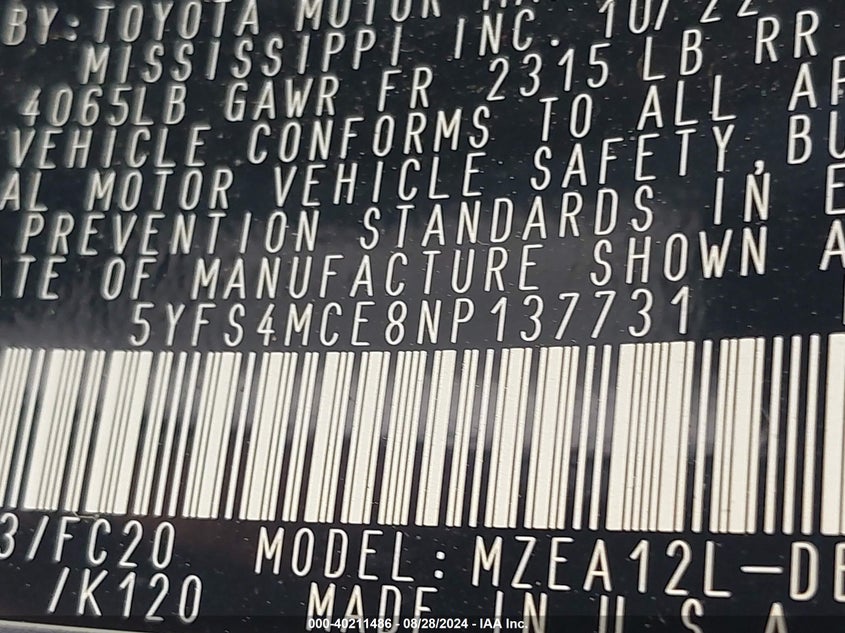 BY: TOYOTA MOTOR 10/22
MISSISSIPPI, INC.
4065LB GAWR FR 2315 LB RR
VEHICLE CONFORMS TO ALL
AL MOTOR VEHICLE SAFETY, BU
PREVENTION STANDARDS IN
OF MANUFACTURE SHOWN
5YFS4MCE8NP137731
3/FC20 MODEL: MZEA12L-DE
/K120 MADE IN U.S.A
000-40211486 - 08/28/2024 - IAA Inc.